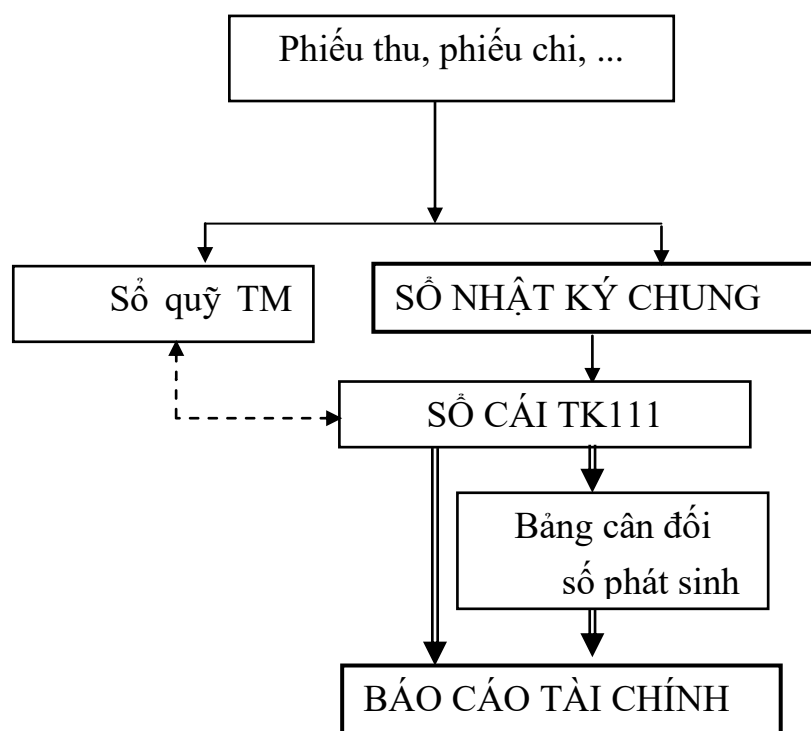 Phiếu thu, phiếu chi, ...
Sổ quỹ TM
SỔ NHẬT KÝ CHUNG
SỔ CÁI TK111
Bảng cân đối
số phát sinh
BÁO CÁO TÀI CHÍNH